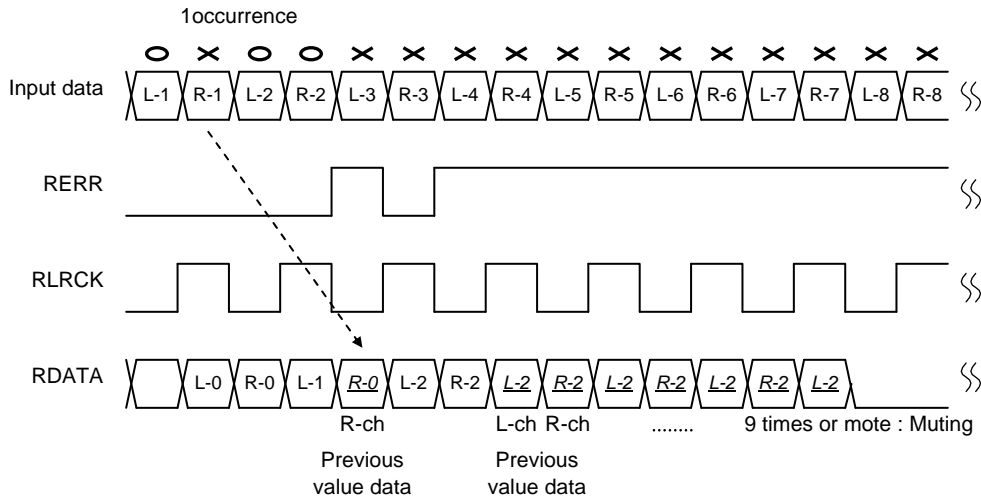 1occurrence
Input data L-1 R-1 L-2 R-2 L-3 R-3 L-4 R-4 L-5 R-5 L-6 R-6 L-7 R-7 L-8 R-8
RERR
RLRCK
RDATA L-0 R-0 L-1 R-0 L-2 R-2 L-2 R-2 L-2 R-2 L-2 R-2 L-2
R-ch L-ch R-ch ........ 9 times or mote : Muting
Previous Previous
value data value data